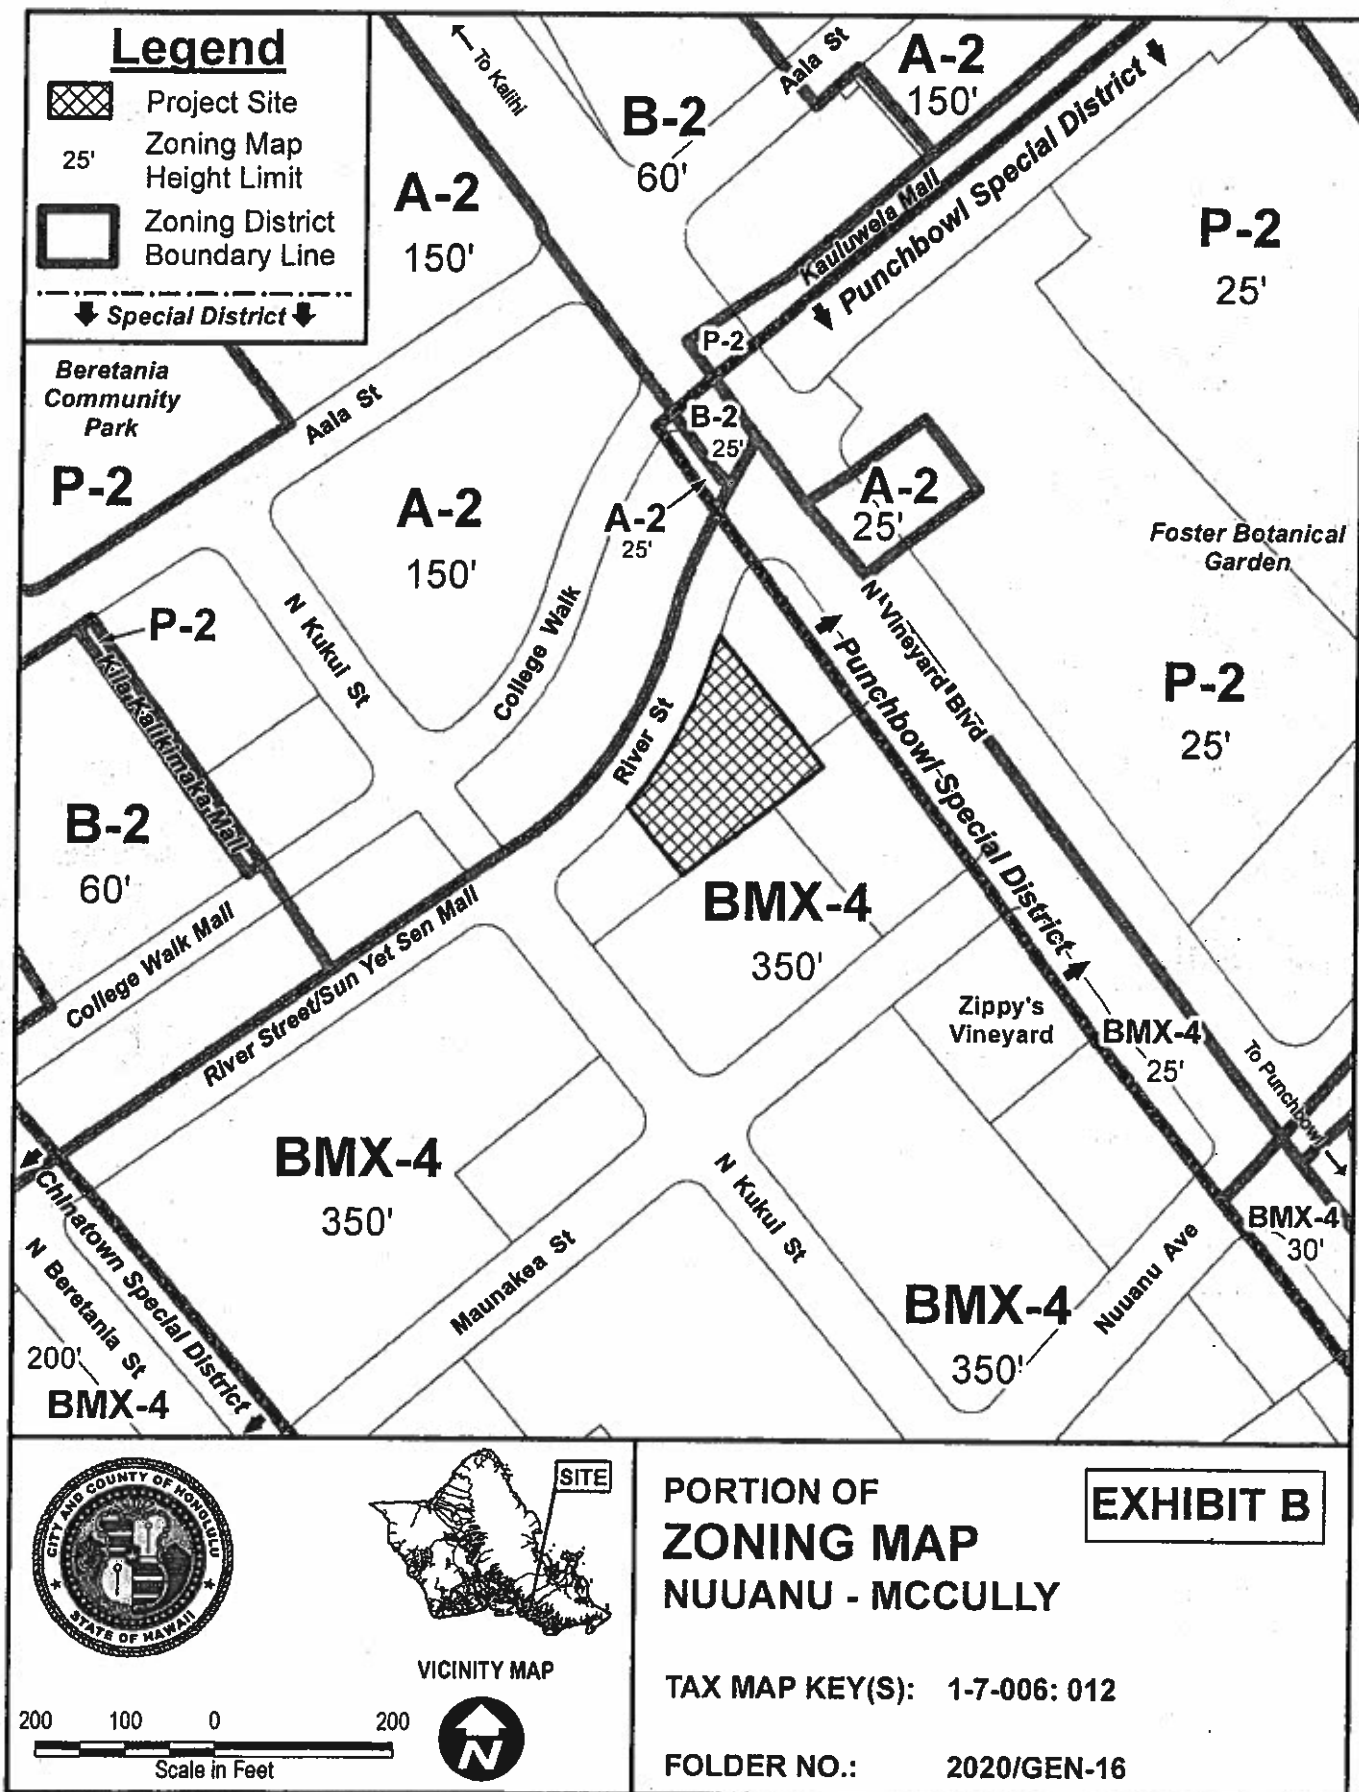 Legend
Project Site
25'
Zoning Map
Height Limit
Zoning District
Boundary Line
Special District
To Kalihi
Aala St
A-2
150'
B-2
60'
Punchbowl Special District
Kauluwela Mall
A-2
150'
P-2
25'
P-2
Beretania
Community
Park
P-2
Aala St
B-2
25'
A-2
25'
A-2
25'
A-2
150'
Foster Botanical
Garden
P-2
N Kukui St
College Walk
N Vineyard Blvd
Kila Kalikimaka Mall
Punchbowl Special District
P-2
25'
River St
B-2
60'
BMX-4
350'
College Walk Mall
River Street/Sun Yet Sen Mall
Zippy's
Vineyard
BMX-4
25'
To Punchbowl
BMX-4
350'
N Kukui St
Chinatown Special District
N Beretania St
Maunakea St
Nuuanu Ave
BMX-4
30'
BMX-4
350'
200'
BMX-4
CITY AND COUNTY OF HONOLULU
STATE OF HAWAII
SITE
VICINITY MAP
200 100 0 200
Scale in Feet
N
PORTION OF
ZONING MAP
NUUANU - MCCULLY
EXHIBIT B
TAX MAP KEY(S): 1-7-006: 012
FOLDER NO.: 2020/GEN-16